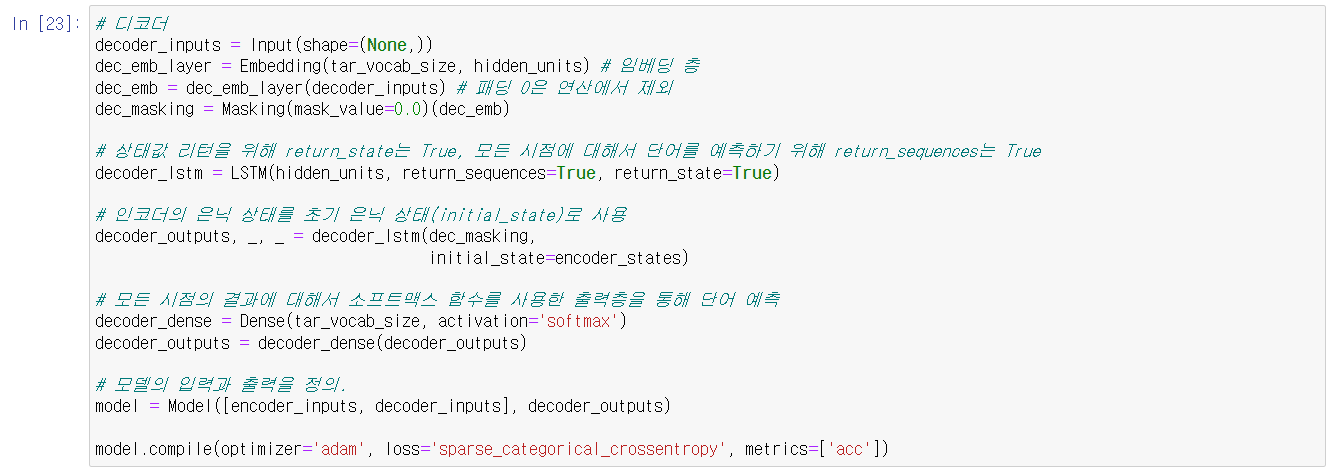 In [23]:
# 디코더
decoder_inputs = Input(shape=(None,))
dec_emb_layer = Embedding(tar_vocab_size, hidden_units) # 임베딩 층
dec_emb = dec_emb_layer(decoder_inputs) # 패딩 0은 연산에서 제외
dec_masking = Masking(mask_value=0.0)(dec_emb)

# 상태값 리턴을 위해 return_state는 True, 모든 시점에 대해서 단어를 예측하기 위해 return_sequences는 True
decoder_lstm = LSTM(hidden_units, return_sequences=True, return_state=True)

# 인코더의 은닉 상태를 초기 은닉 상태(initial_state)로 사용
decoder_outputs, _, _ = decoder_lstm(dec_masking,
                                     initial_state=encoder_states)

# 모든 시점의 결과에 대해서 소프트맥스 함수를 사용한 출력층을 통해 단어 예측
decoder_dense = Dense(tar_vocab_size, activation='softmax')
decoder_outputs = decoder_dense(decoder_outputs)

# 모델의 입력과 출력을 정의.
model = Model([encoder_inputs, decoder_inputs], decoder_outputs)

model.compile(optimizer='adam', loss='sparse_categorical_crossentropy', metrics=['acc'])